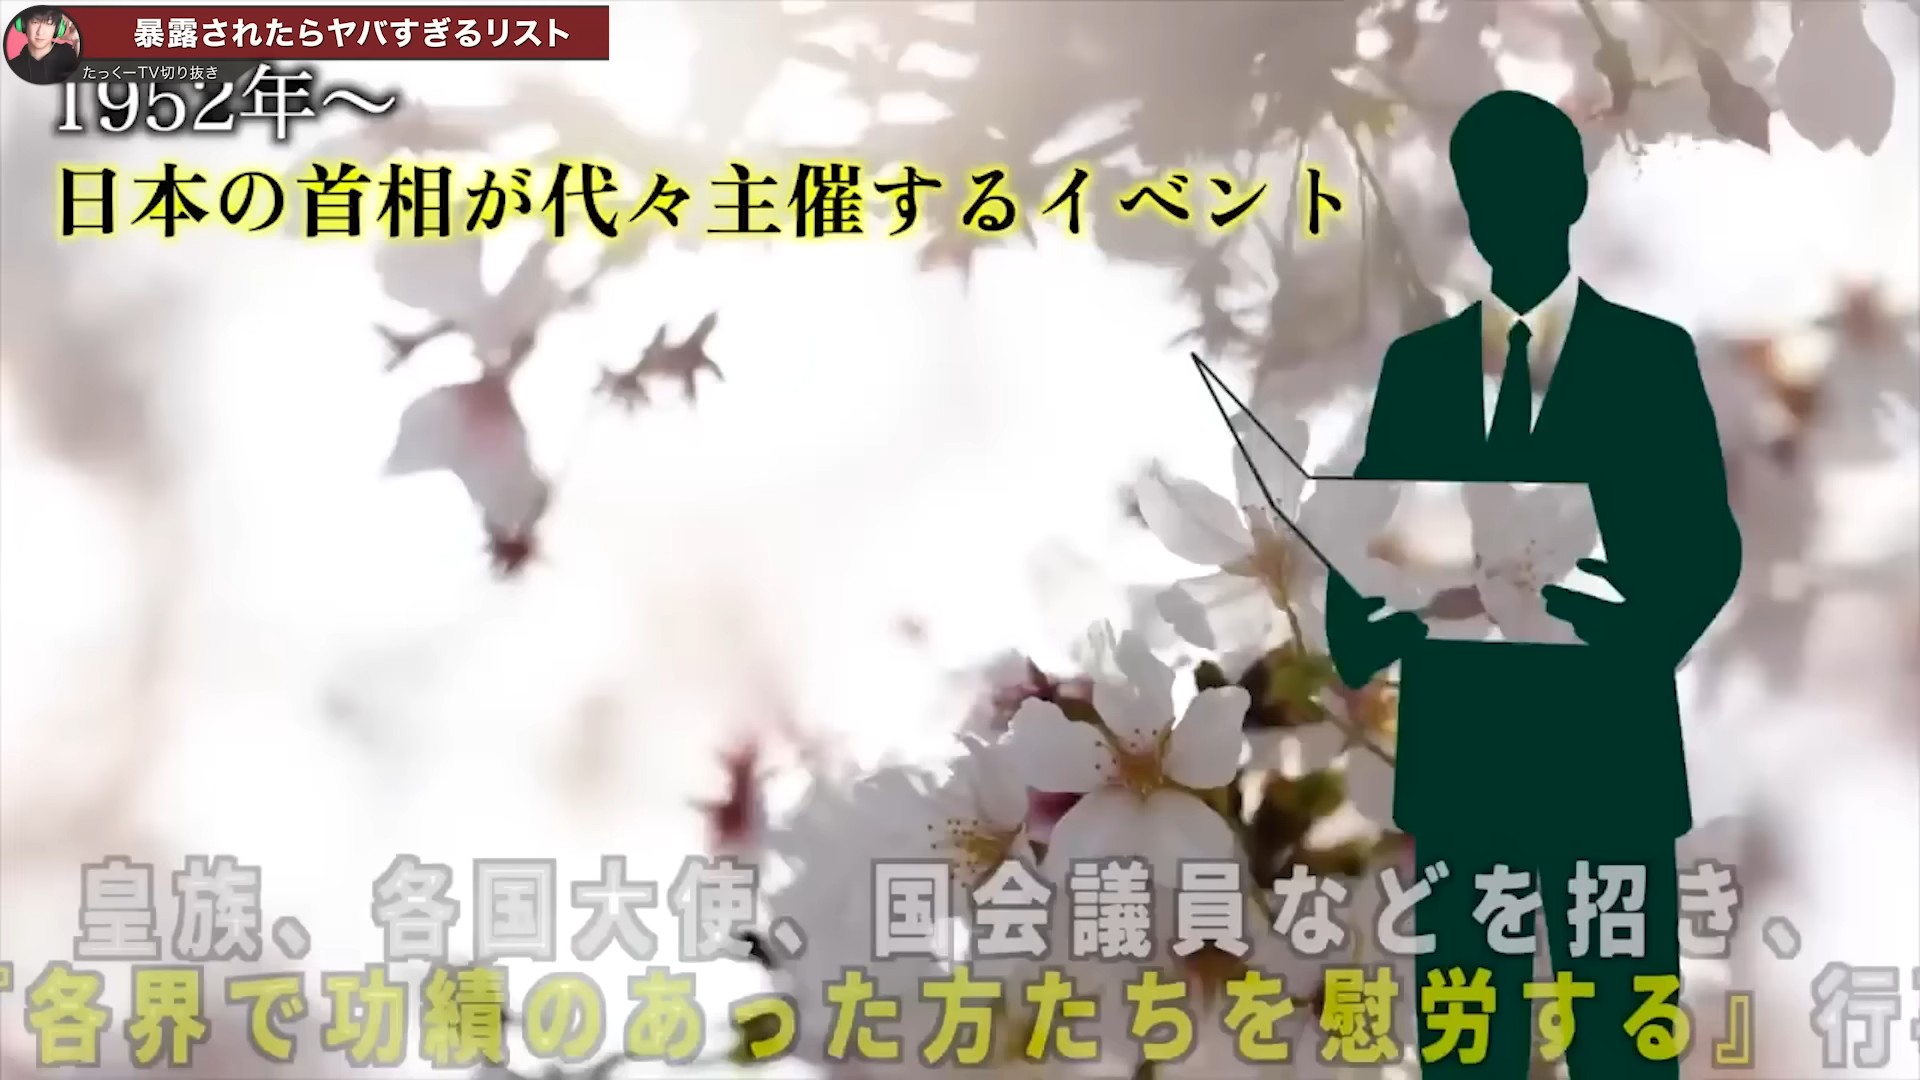 暴露されたらヤバすぎるリスト
たっくーTV切り抜き
1952年～
日本の首相が代々主催するイベント
皇族、各国大使、国会議員などを招き、
『各界で功績のあった方たちを慰労する』行